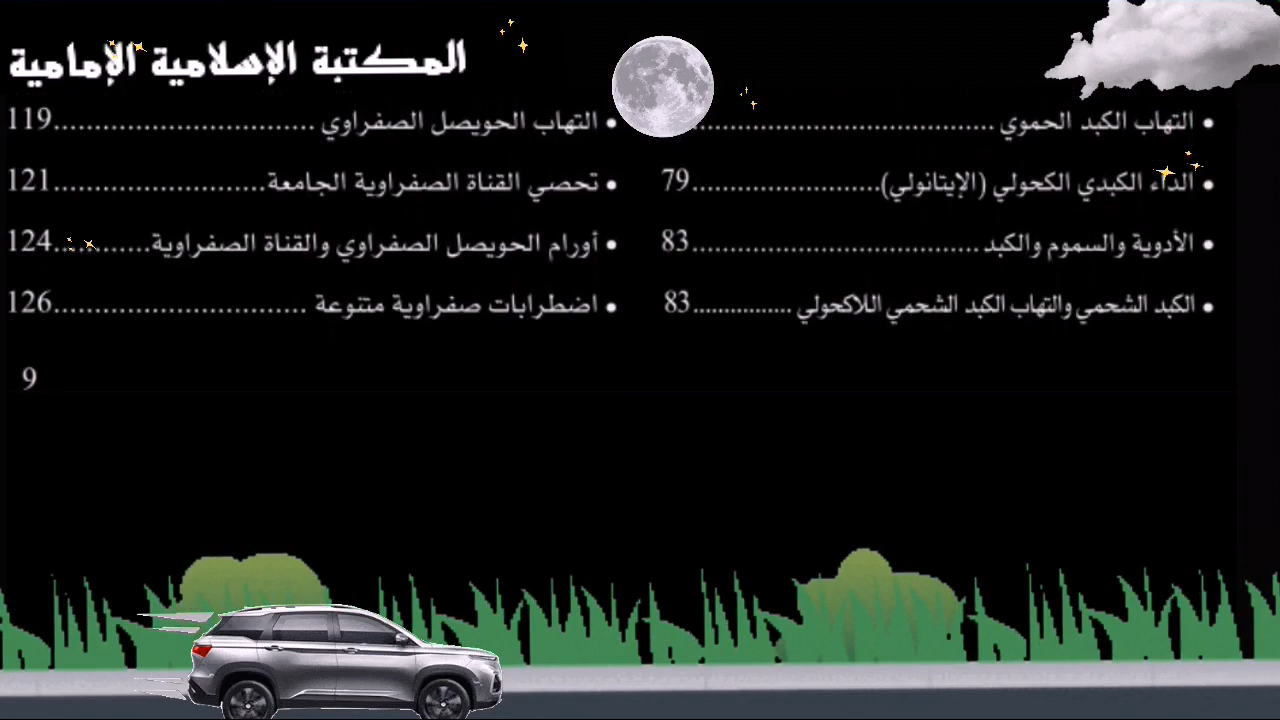 المكتبة الإسلامية الإمامية
• التهاب الكبد الحموي ....................................
• الداء الكبدي الكحولي (الإيتانولي).......................79
• الأدوية والسموم والكبد ...................................83
• الكبد الشحمي والتهاب الكبد الشحمي اللاكحولي ................83
• التهاب الحويصل الصفراوي ................................119
• تحصي القناة الصفراوية الجامعة..........................121
• أورام الحويصل الصفراوي والقناة الصفراوية............124
• اضطرابات صفراوية متنوعة ...............................126
9